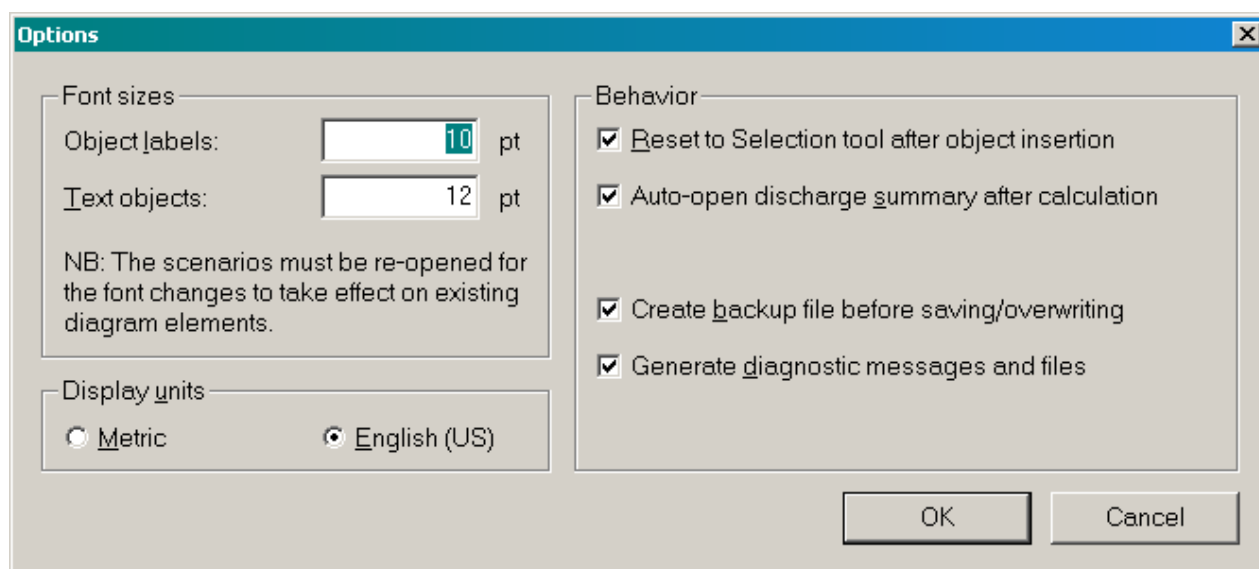 Options
Font sizes
Object labels: 10 pt
Text objects: 12 pt
NB: The scenarios must be re-opened for
the font changes to take effect on existing
diagram elements.
Display units
Metric English (US)
Behavior
Reset to Selection tool after object insertion
Auto-open discharge summary after calculation
Create backup file before saving/overwriting
Generate diagnostic messages and files
OK Cancel